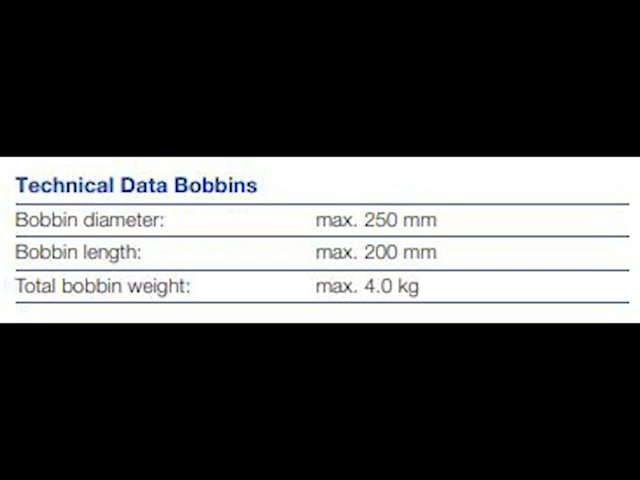 Technical Data Bobbins
Bobbin diameter: max. 250 mm
Bobbin length: max. 200 mm
Total bobbin weight: max. 4.0 kg